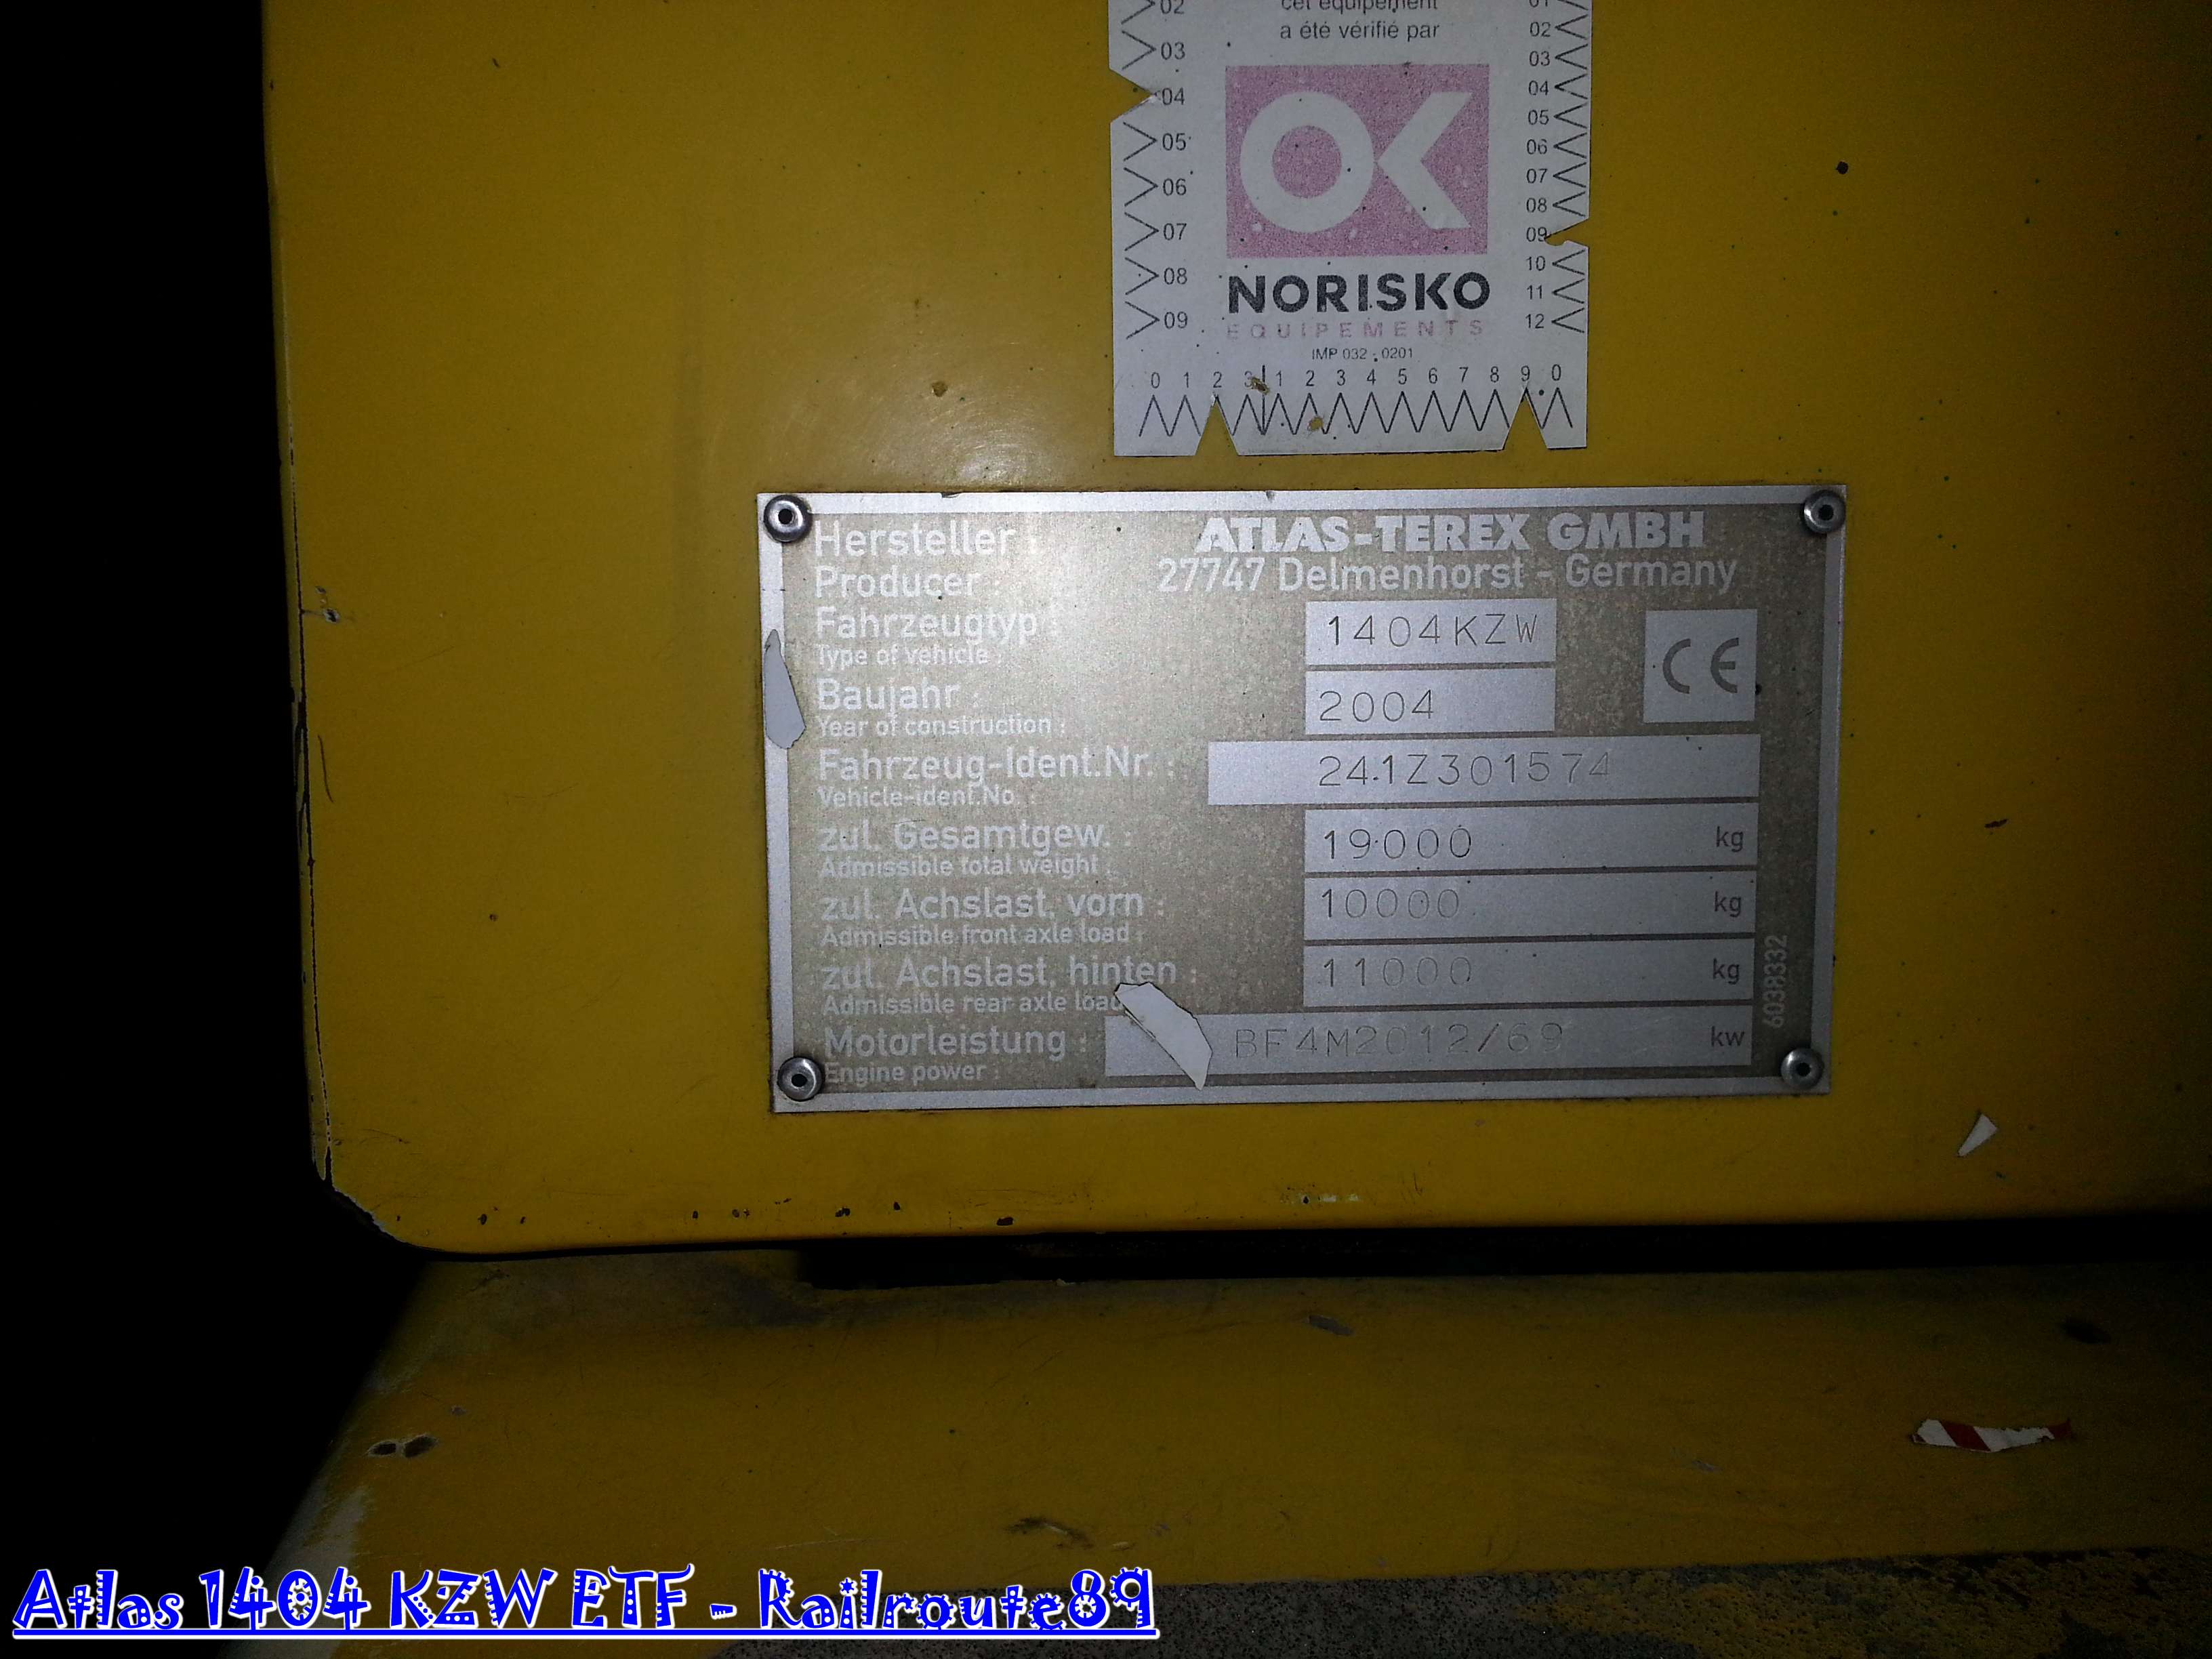 cet équipement
a été vérifié par
02
03
04
05
06
07
08
09
01
02
03
04
05
06
07
08
09
10
11
12
OK
NORISKO
EQUIPEMENTS
IMP 032 - 0201
0 1 2 3 1 2 3 4 5 6 7 8 9 0
Hersteller : ATLAS-TEREX GMBH
Producer : 27747 Delmenhorst - Germany
Fahrzeugtyp : 1404KZW
Type of vehicle :
CE
Baujahr : 2004
Year of construction :
Fahrzeug-Ident.Nr. : 241Z301574
Vehicle-ident.No. :
zul. Gesamtgew. : 19000 kg
Admissible total weight :
zul. Achslast, vorn : 10000 kg
Admissible front axle load :
zul. Achslast, hinten : 11000 kg
Admissible rear axle load
Motorleistung : BF4M2012/69 kw
Engine power :
6038332
Atlas 1404 KZW ETF - Railroute89